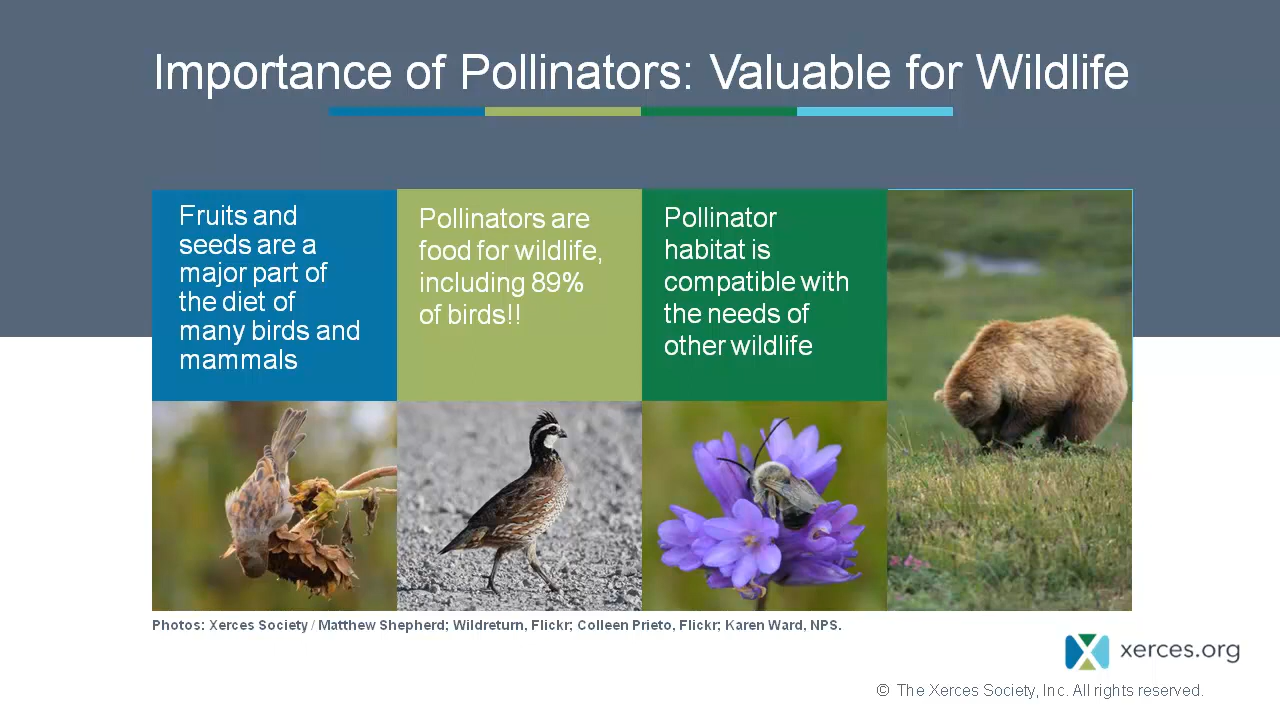 Importance of Pollinators: Valuable for Wildlife
Fruits and
seeds are a
major part of
the diet of
many birds and
mammals
Pollinators are
food for wildlife,
including 89%
of birds!!
Pollinator
habitat is
compatible with
the needs of
other wildlife
Photos: Xerces Society / Matthew Shepherd; Wildreturn, Flickr; Colleen Prieto, Flickr; Karen Ward, NPS.
xerces.org
© The Xerces Society, Inc. All rights reserved.